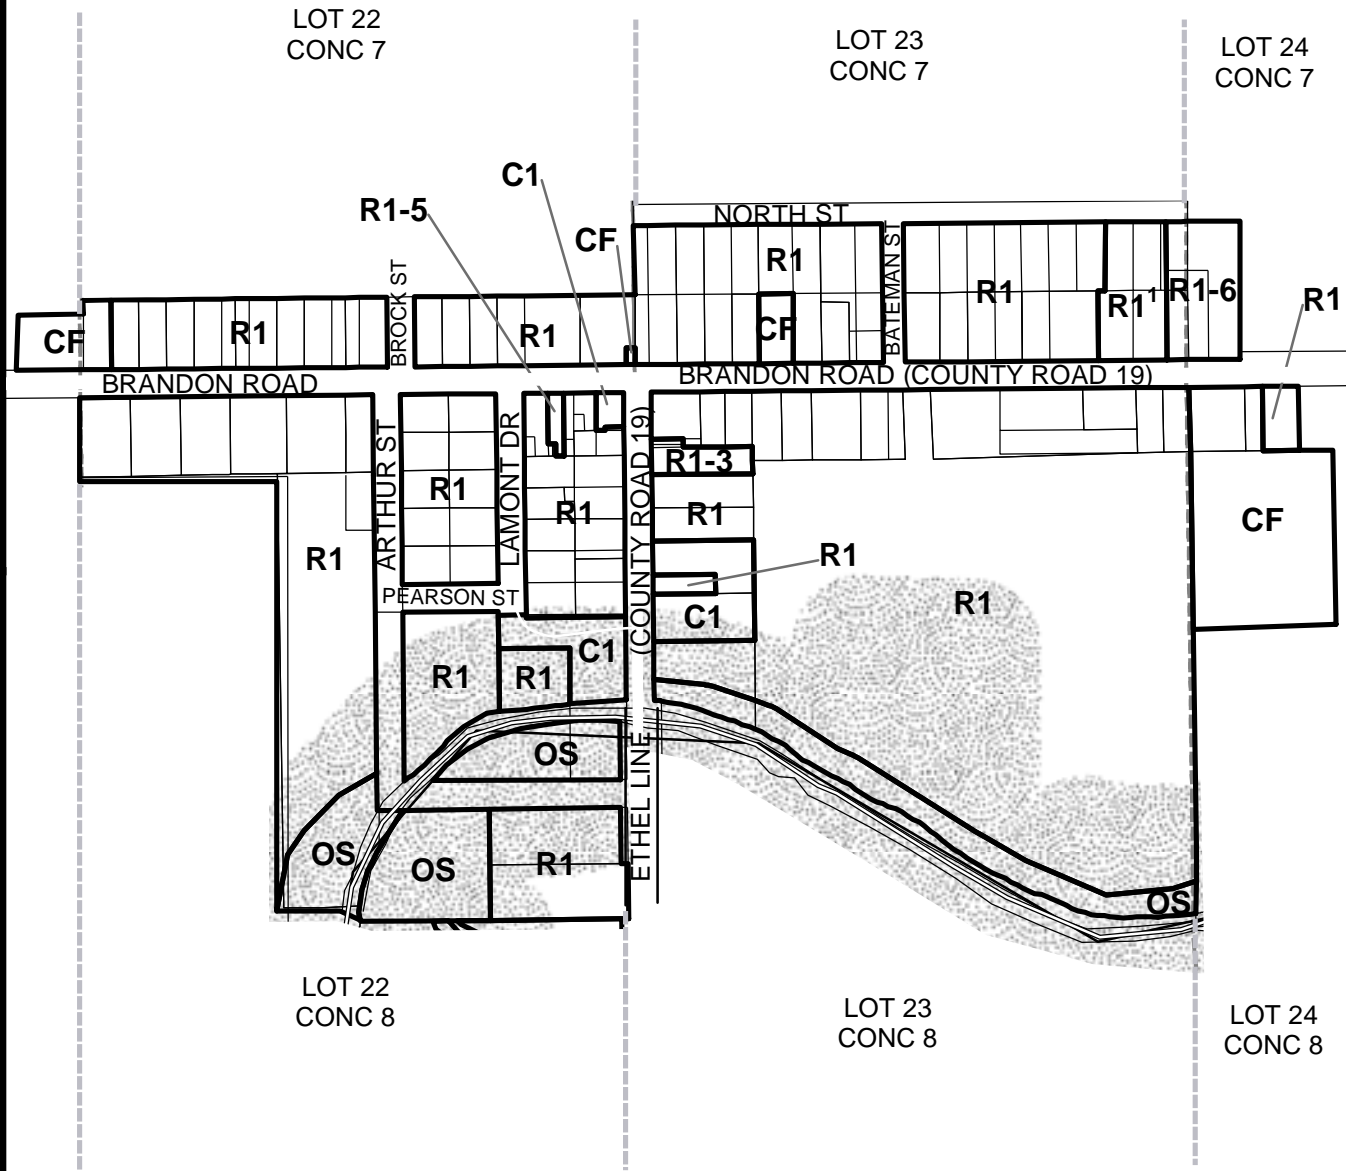 LOT 22
CONC 7
LOT 23
CONC 7
LOT 24
CONC 7
C1
R1-5
CF
NORTH ST
R1
BROCK ST
BATEMAN ST
R1
R1¹
R1-6
R1
CF
R1
R1
CF
BRANDON ROAD
BRANDON ROAD (COUNTY ROAD 19)
ARTHUR ST
LAMONT DR
R1-3
R1
R1
R1
CF
R1
R1
PEARSON ST
R1
C1
C1
R1
R1
ETHEL LINE (COUNTY ROAD 19)
OS
OS
OS
R1
OS
LOT 22
CONC 8
LOT 23
CONC 8
LOT 24
CONC 8